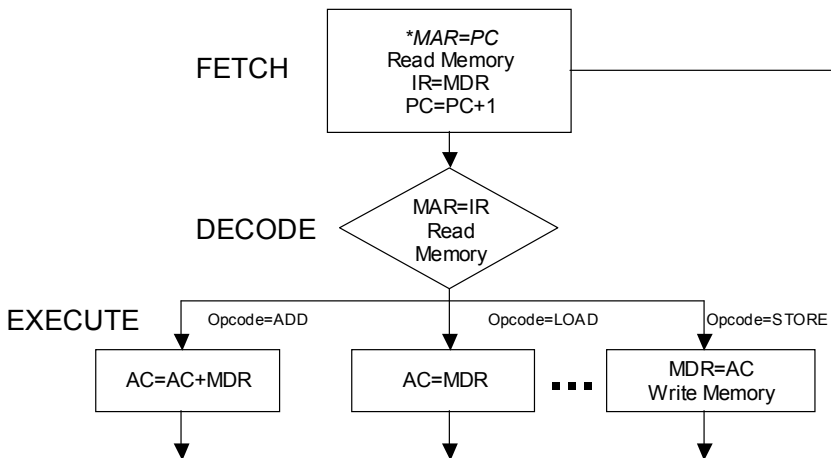 *MAR=PC
Read Memory
IR=MDR
PC=PC+1
FETCH
MAR=IR
Read
Memory
DECODE
EXECUTE
Opcode=ADD
Opcode=LOAD
Opcode=STORE
AC=AC+MDR
AC=MDR
MDR=AC
Write Memory